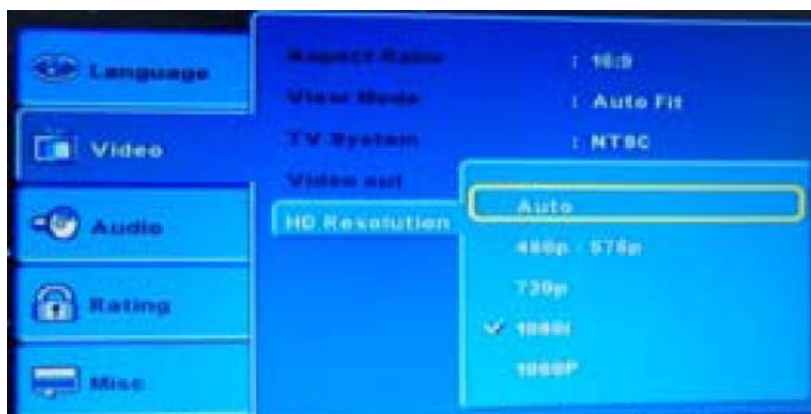 Language
Video
Audio
Rating
Misc
Aspect Ratio : 16:9
View Mode : Auto Fit
TV System : NTSC
Video out
HD Resolution
Auto
480p - 576p
720p
1080i
1080P